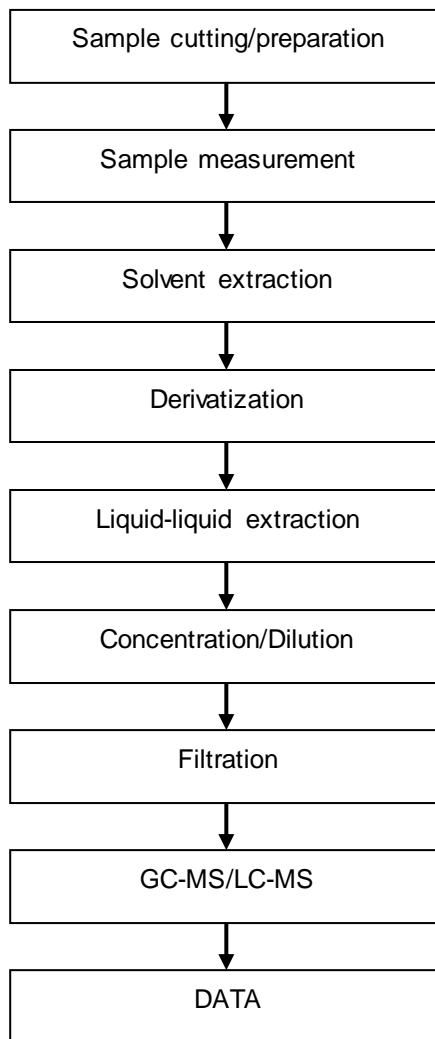 Sample cutting/preparation
Sample measurement
Solvent extraction
Derivatization
Liquid-liquid extraction
Concentration/Dilution
Filtration
GC-MS/LC-MS
DATA